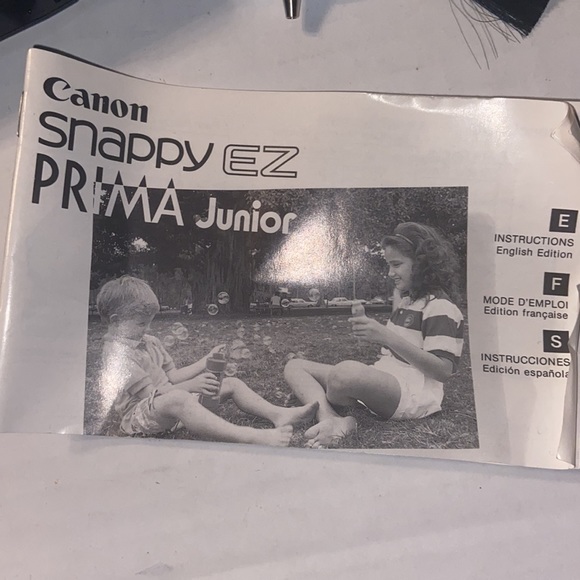 Canon
Snappy EZ
PRIMA Junior
E
INSTRUCTIONS
English Edition
F
MODE D'EMPLOI
Edition française
S
INSTRUCCIONES
Edición española